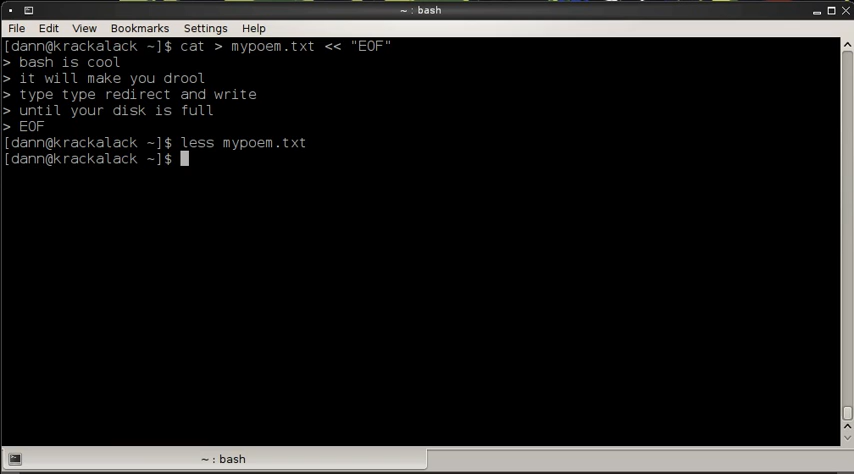 ~ : bash
File Edit View Bookmarks Settings Help
[dann@krackalack ~]$ cat > mypoem.txt << "EOF"
> bash is cool
> it will make you drool
> type type redirect and write
> until your disk is full
> EOF
[dann@krackalack ~]$ less mypoem.txt
[dann@krackalack ~]$
~ : bash